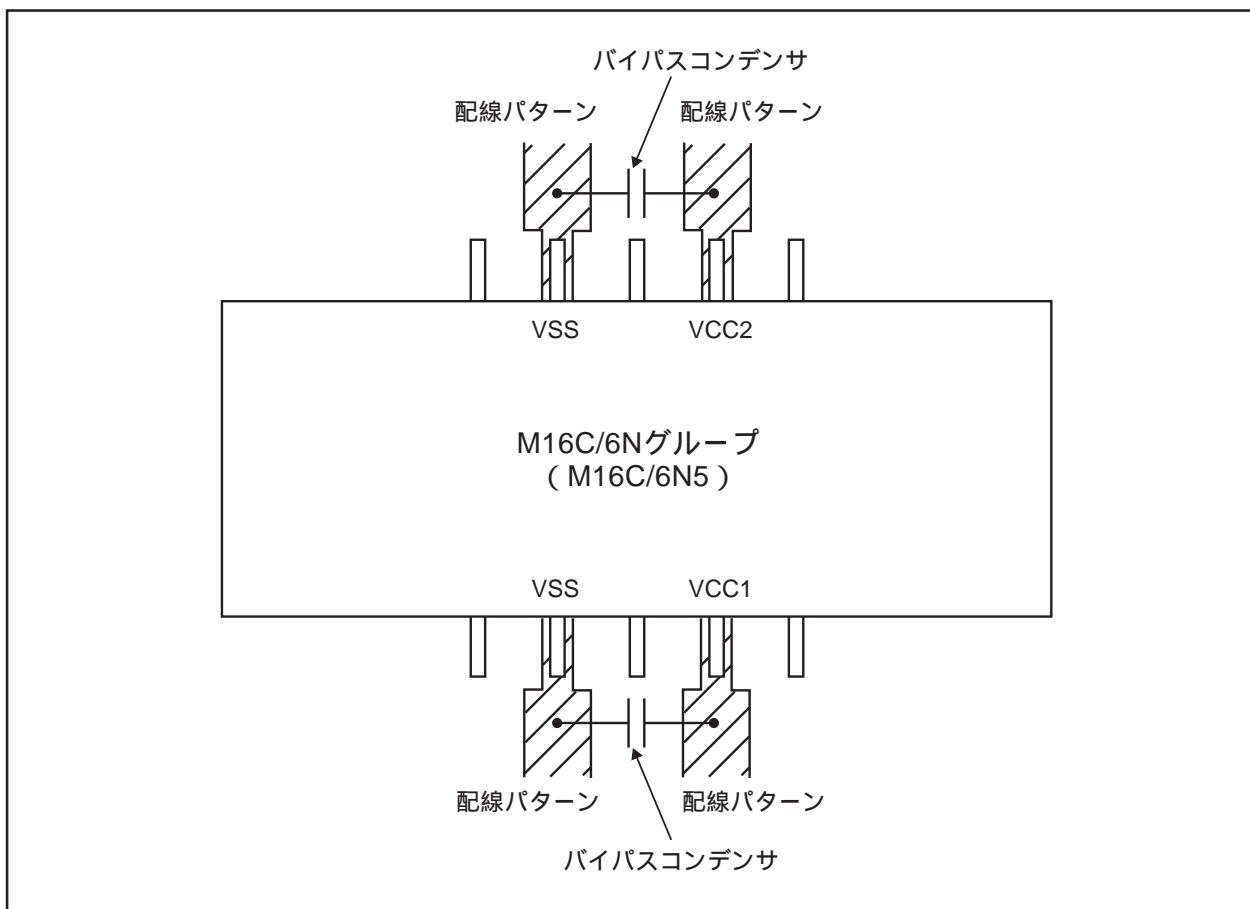 バイパスコンデンサ
配線パターン 配線パターン
VSS VCC2
M16C/6Nグループ
（M16C/6N5）
VSS VCC1
配線パターン 配線パターン
バイパスコンデンサ